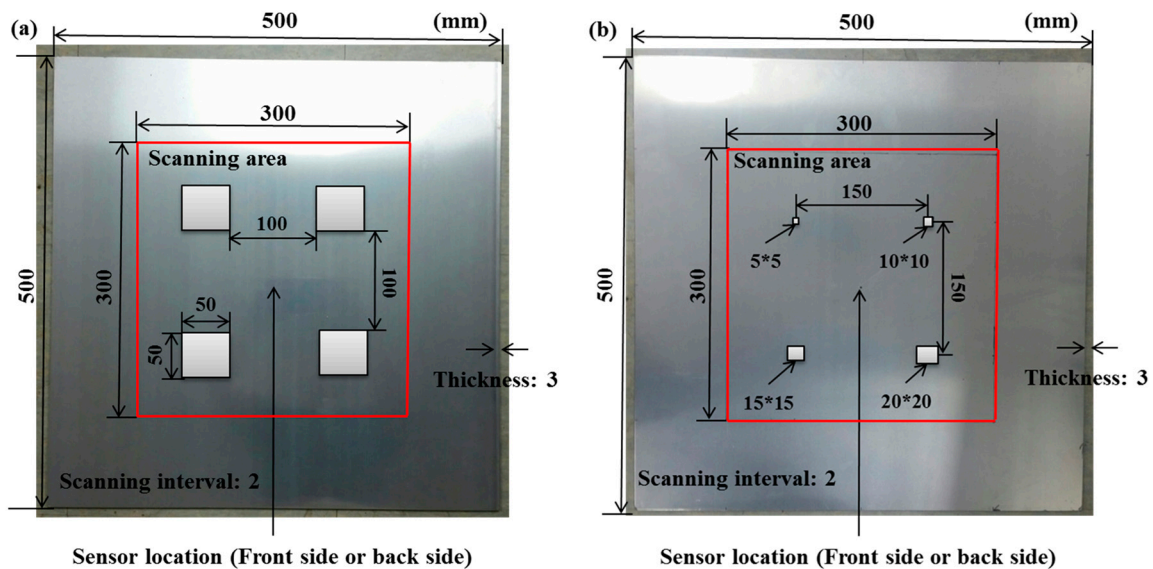 (a)
500
(mm)
300
Scanning area
100
500
300
100
50
50
Thickness: 3
Scanning interval: 2
Sensor location (Front side or back side)
(b)
500
(mm)
300
Scanning area
150
5*5
10*10
500
300
150
15*15
20*20
Thickness: 3
Scanning interval: 2
Sensor location (Front side or back side)